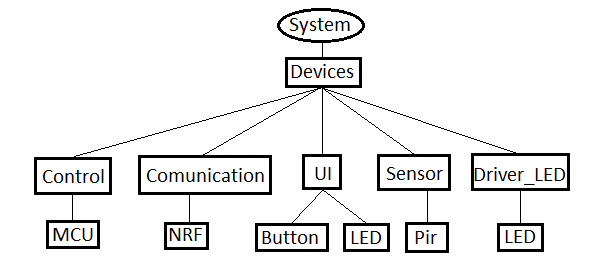 System
Devices
Control
Comunication
UI
Sensor
Driver_LED
MCU
NRF
Button
LED
Pir
LED